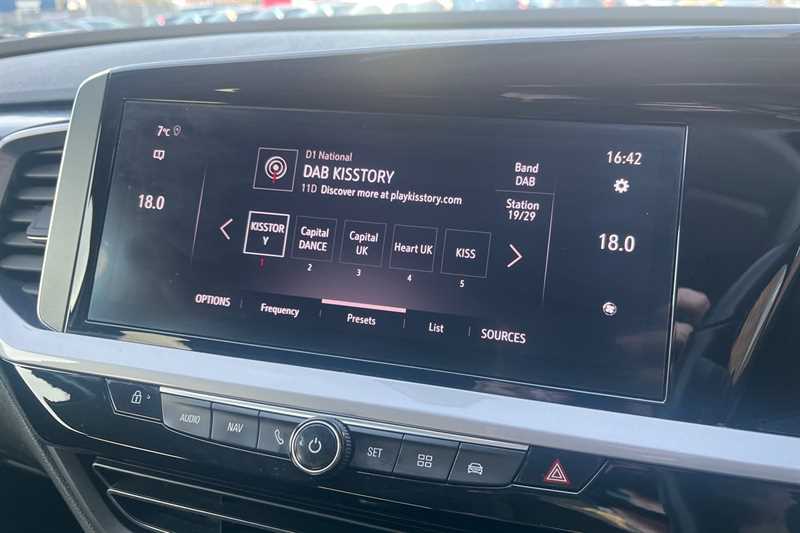 7°C
16:42
D1 National
DAB KISSTORY
11D Discover more at playkisstory.com
Band
DAB
Station
19/29
18.0
18.0
KISSTOR
Y
Capital
DANCE
Capital
UK
Heart UK
KISS
1
2
3
4
5
OPTIONS
Frequency
Presets
List
SOURCES
AUDIO
NAV
SET